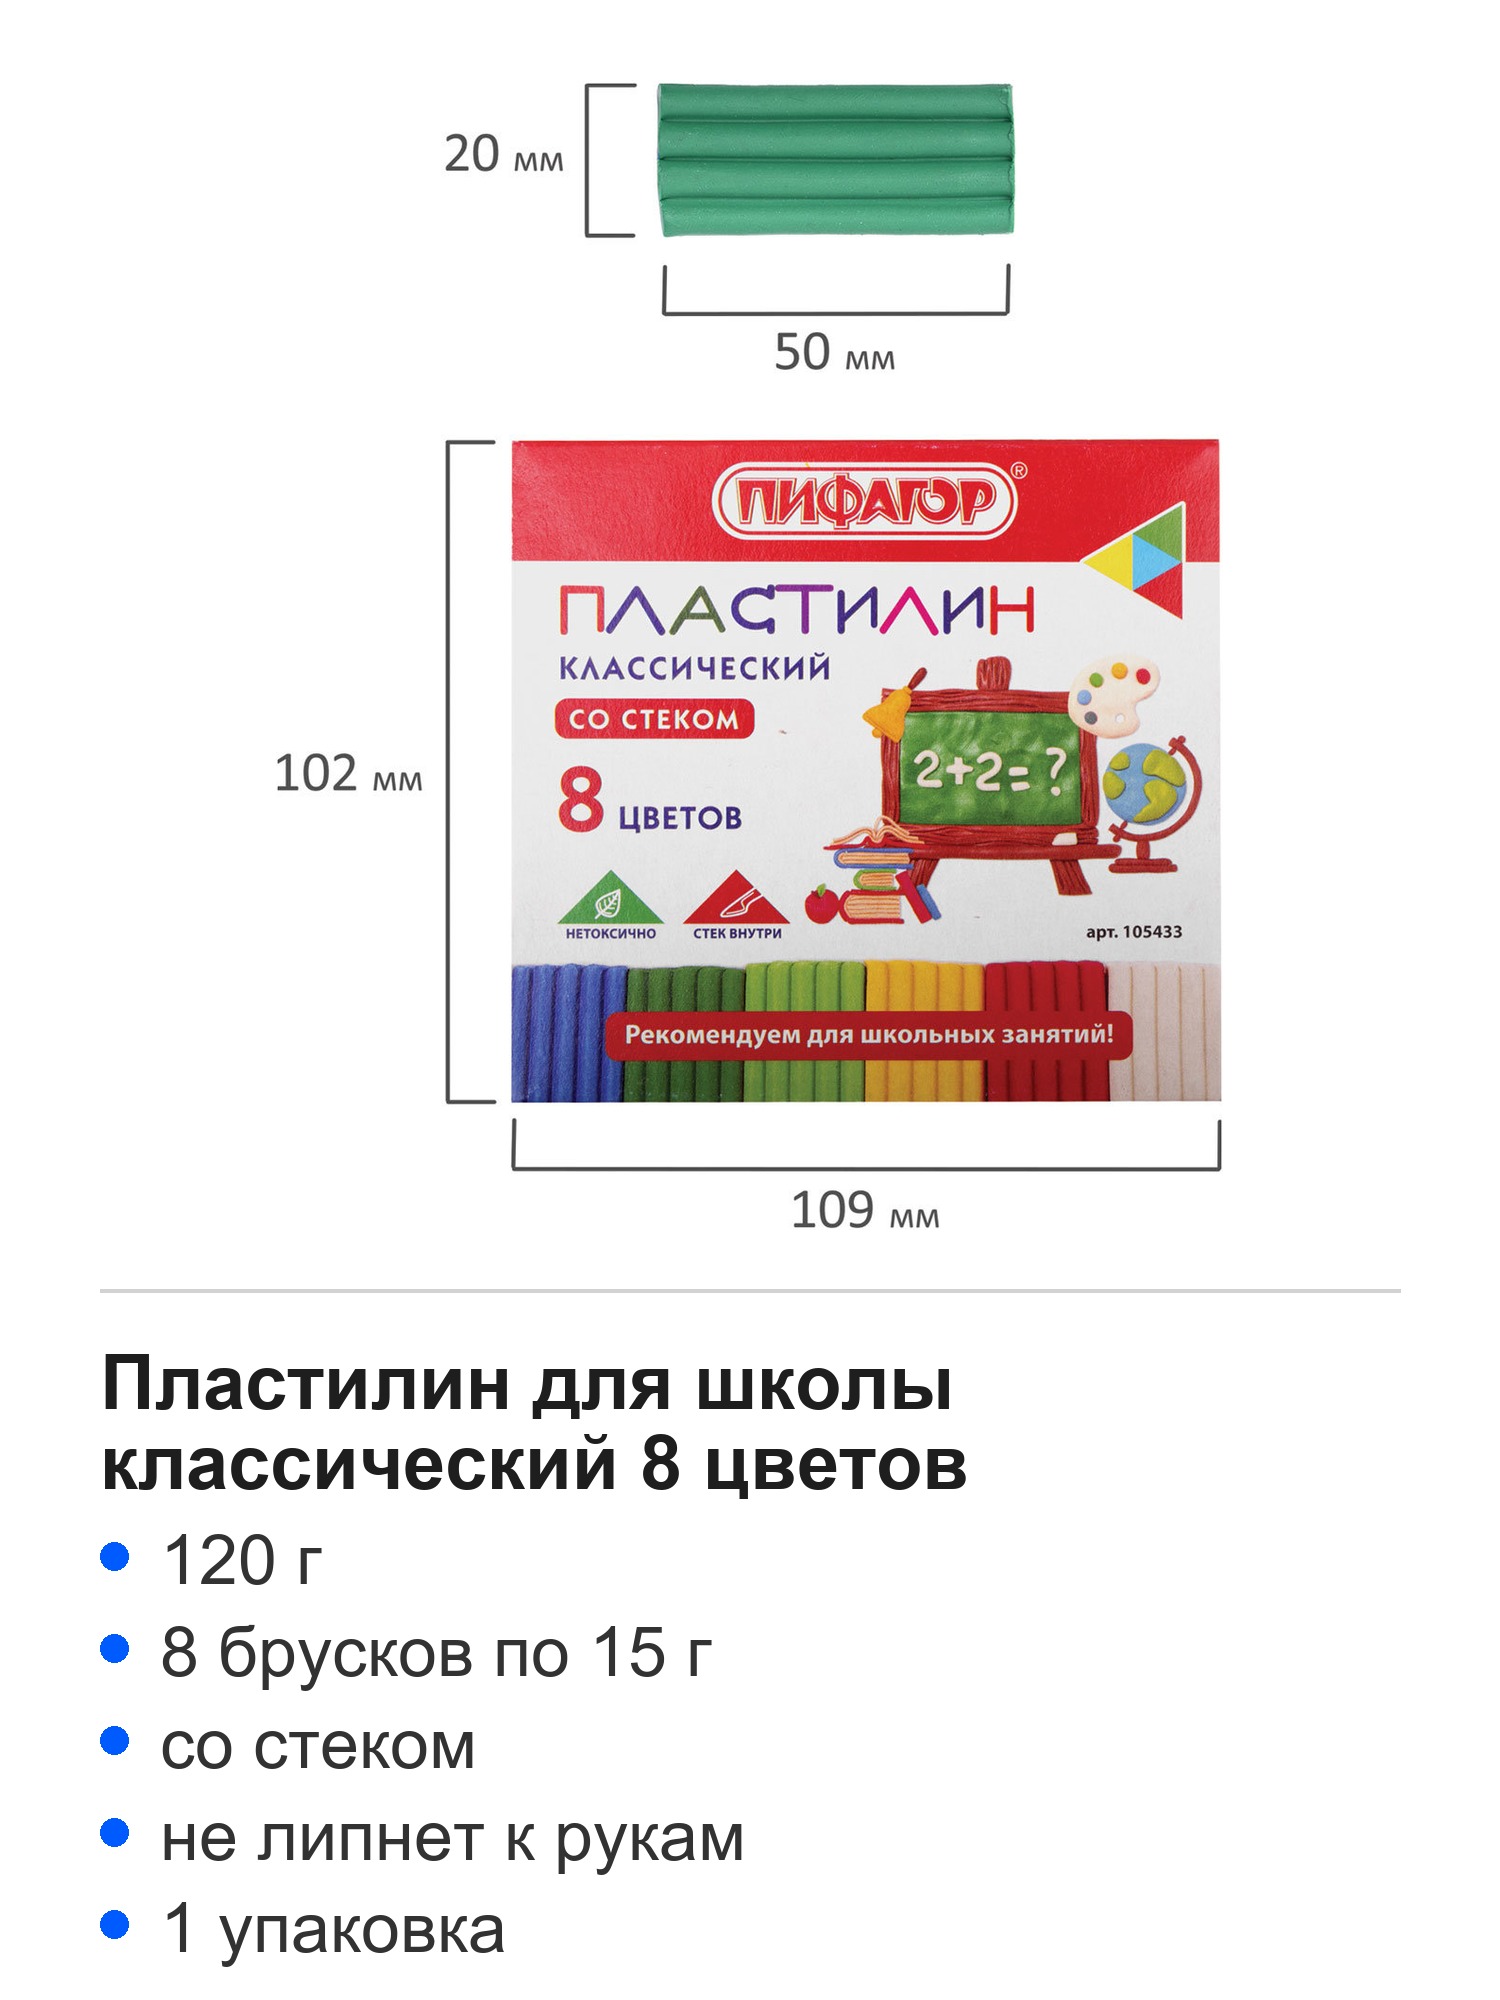 20 мм
50 мм
ПИФАГОР®
ПЛАСТИЛИН
КЛАССИЧЕСКИЙ
СО СТЕКОМ
2+2=?
102 мм
8 ЦВЕТОВ
НЕТОКСИЧНО
СТЕК ВНУТРИ
арт. 105433
Рекомендуем для школьных занятий!
109 мм
Пластилин для школы
классический 8 цветов
120 г
8 брусков по 15 г
со стеком
не липнет к рукам
1 упаковка